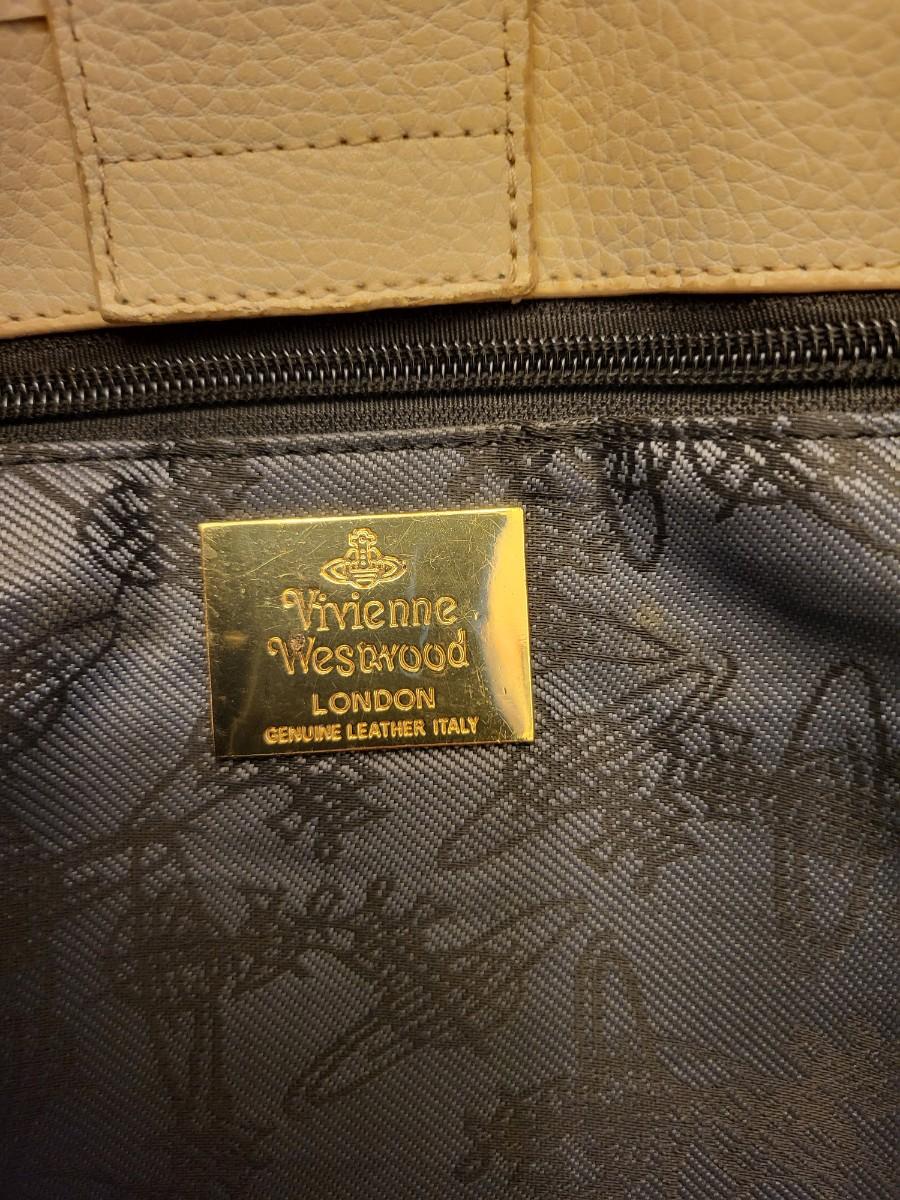 Vivienne
Westwood
LONDON
GENUINE LEATHER ITALY